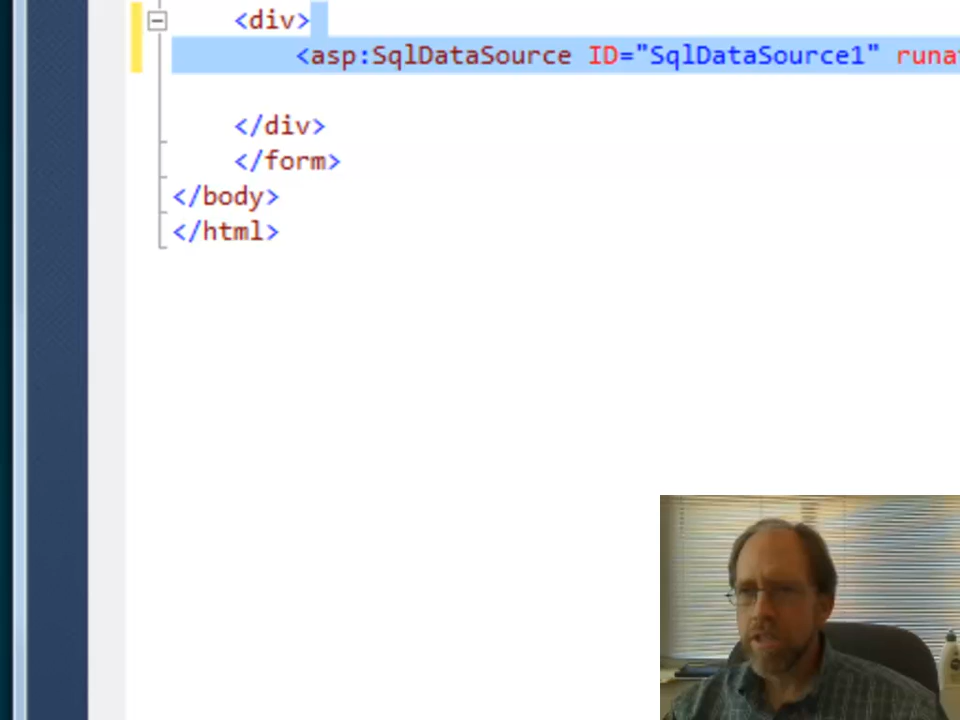 <div>
<asp:SqlDataSource ID="SqlDataSource1" runa
</div>
</form>
</body>
</html>